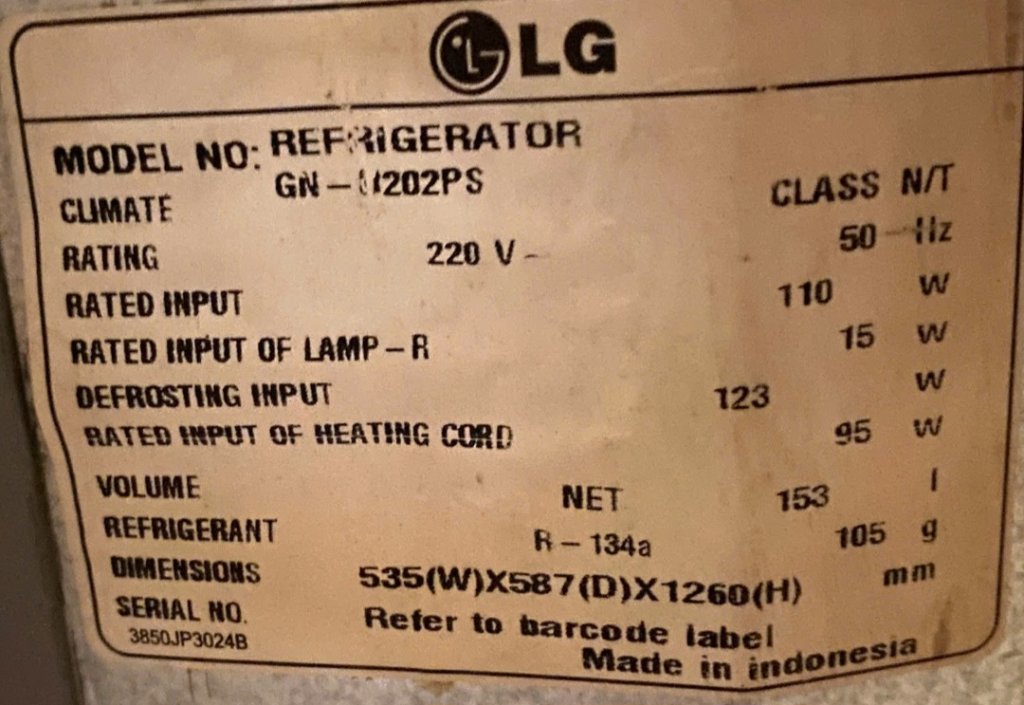 LG
MODEL NO: REFRIGERATOR
CLIMATE CLASS N/T
RATING 220 V ~ 50 Hz
RATED INPUT 110 W
RATED INPUT OF LAMP-R 15 W
DEFROSTING INPUT 123 W
RATED INPUT OF HEATING CORD 95 W
VOLUME NET 153 l
REFRIGERANT R-134a 105 g
DIMENSIONS 535(W)X587(D)X1260(H) mm
SERIAL NO. Refer to barcode label
3850JP3024B
Made in indonesia